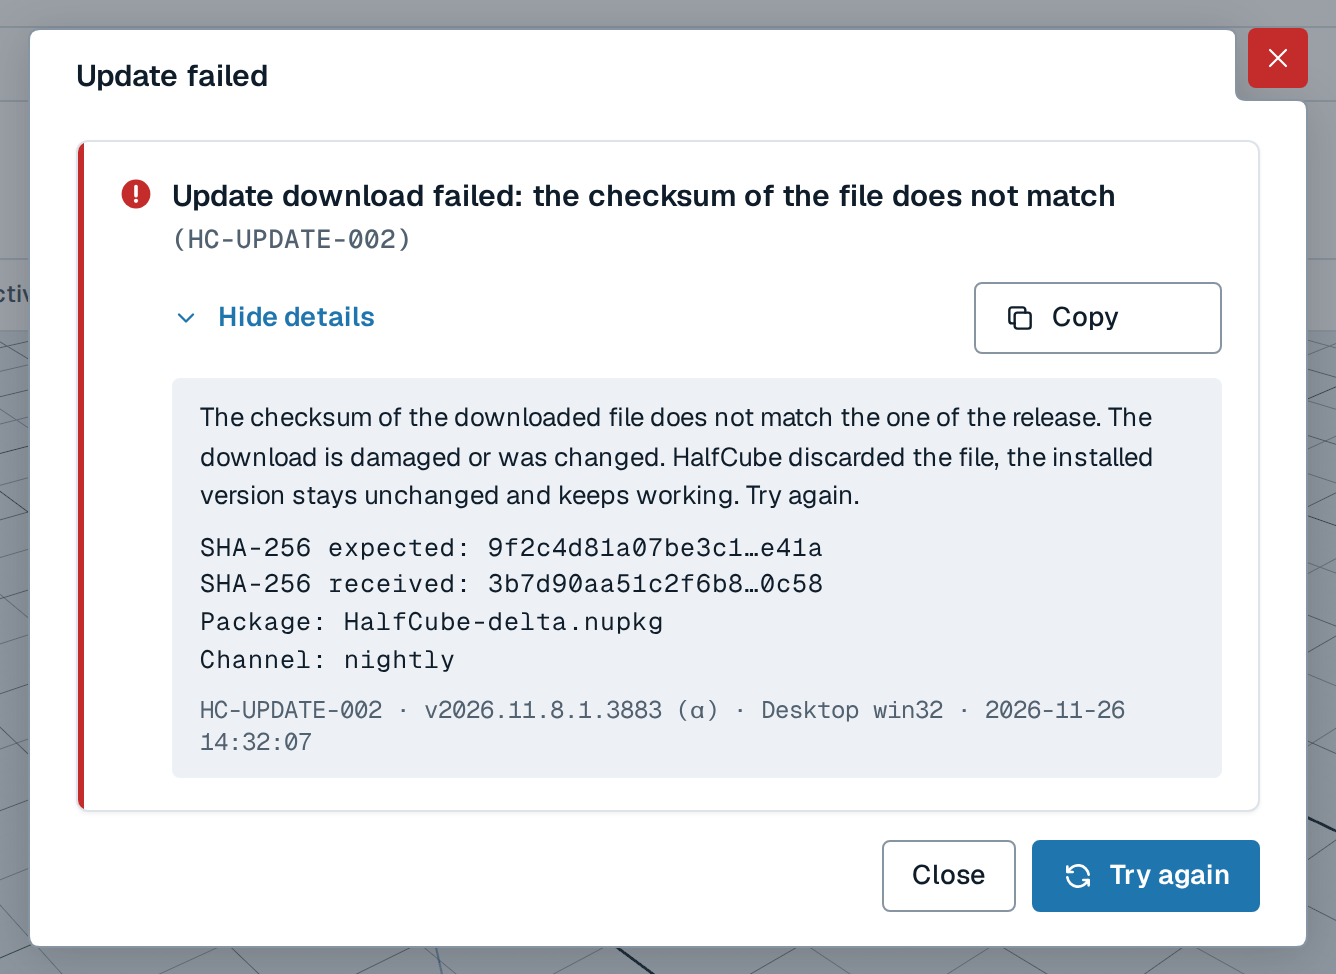 Update failed
Update download failed: the checksum of the file does not match
(HC-UPDATE-002)
Hide details
Copy
The checksum of the downloaded file does not match the one of the release. The
download is damaged or was changed. HalfCube discarded the file, the installed
version stays unchanged and keeps working. Try again.
SHA-256 expected: 9f2c4d81a07be3c1…e41a
SHA-256 received: 3b7d90aa51c2f6b8…0c58
Package: HalfCube-delta.nupkg
Channel: nightly
HC-UPDATE-002 · v2026.11.8.1.3883 (α) · Desktop win32 · 2026-11-26
14:32:07
Close
Try again